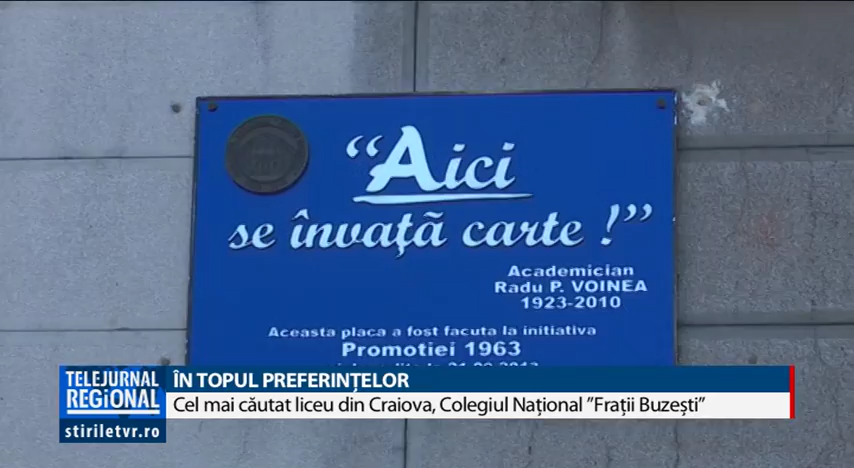 “Aici
se învață carte !”
Academician
Radu P. VOINEA
1923-2010
Aceasta placa a fost facuta la initiativa
Promotiei 1963
TELEJURNAL
REGIONAL
stiriletvr.ro
ÎN TOPUL PREFERINȚELOR
Cel mai căutat liceu din Craiova, Colegiul Național ”Frații Buzești”